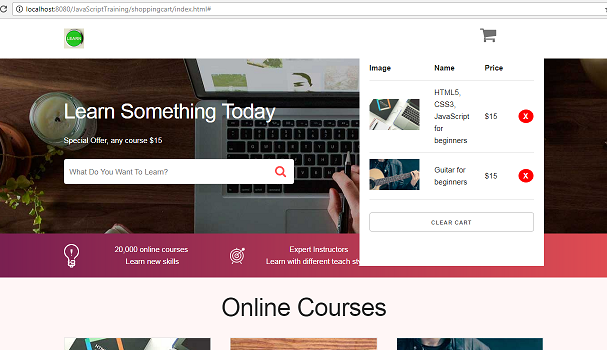 localhost:8080/JavaScriptTraining/shoppingcart/index.html#
LEARN
Image Name Price
HTML5,
CSS3,
JavaScript
for
beginners
$15
X
Guitar for
beginners
$15
X
CLEAR CART
Learn Something Today
Special Offer, any course $15
What Do You Want To Learn?
20,000 online courses
Learn new skills
Expert Instructors
Learn with different teach sty
Online Courses